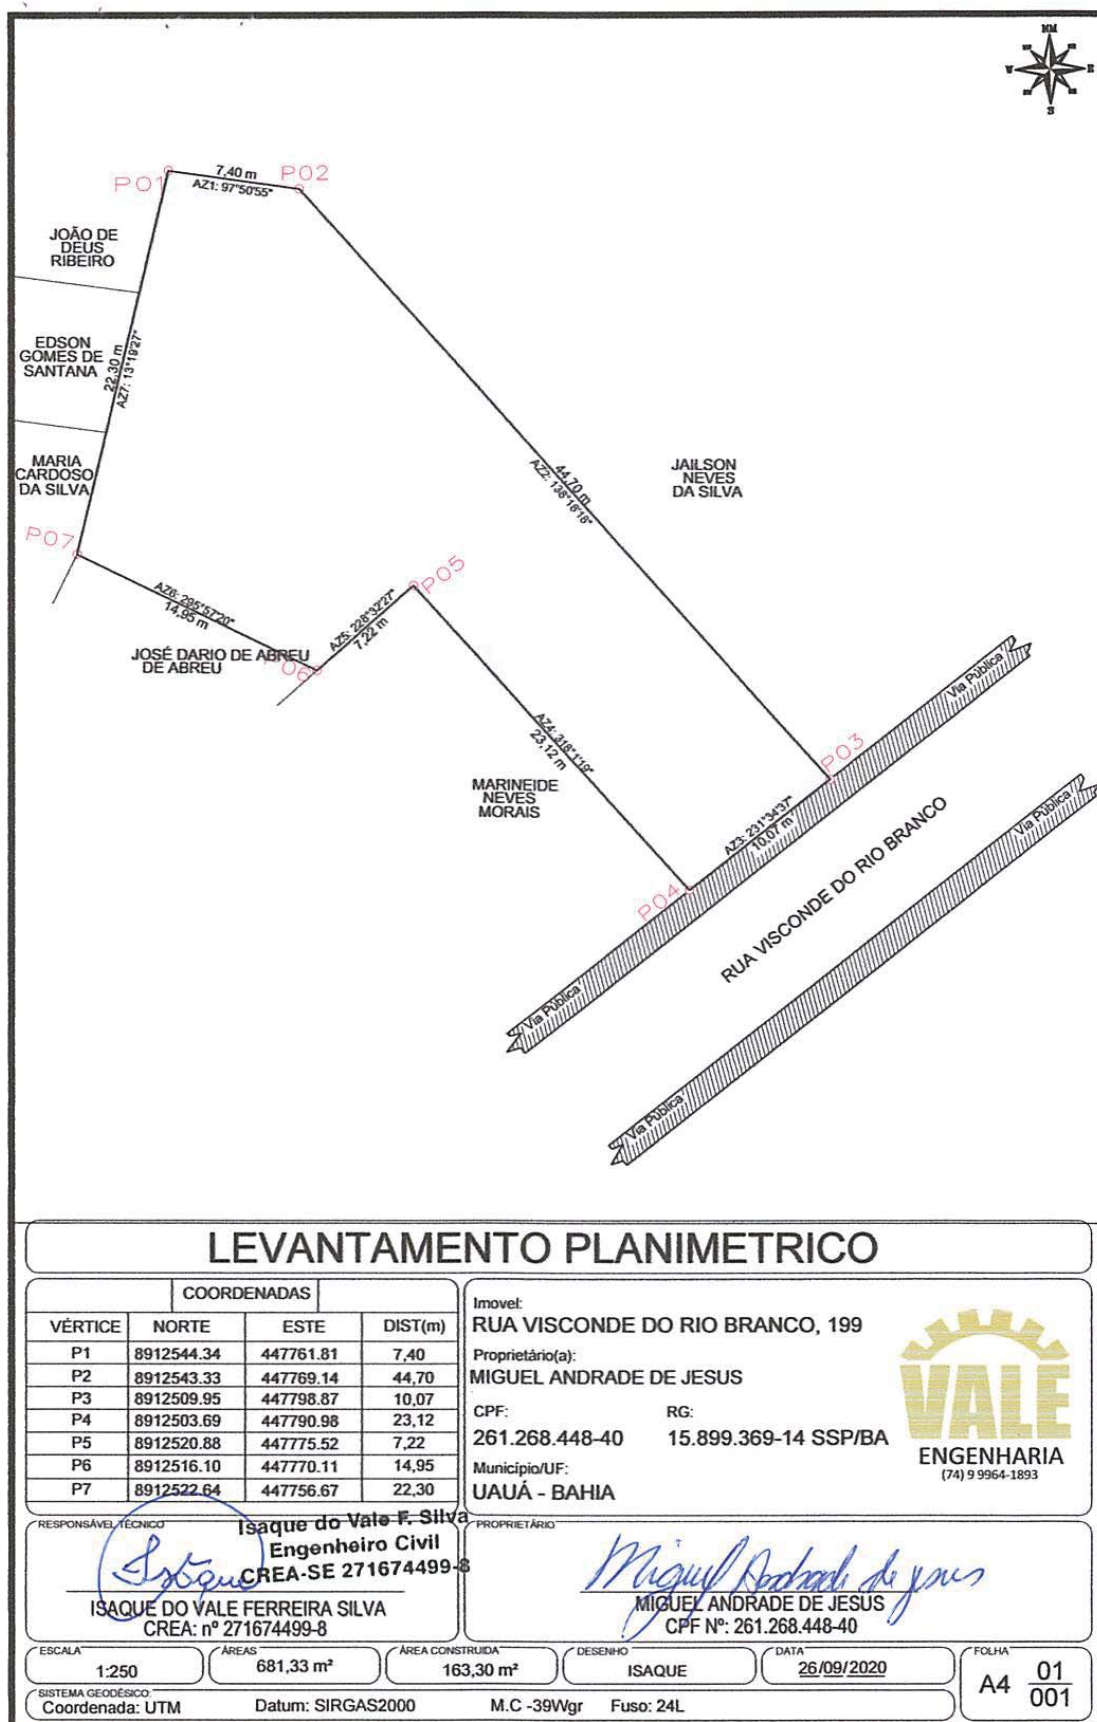 NM
W
E
S
P01
7,40 m
AZ1: 97°50'55"
P02
JOÃO DE
DEUS
RIBEIRO
EDSON
GOMES DE
SANTANA
22,30 m
AZ7: 13°19'27"
MARIA
CARDOSO
DA SILVA
44,70 m
AZ2: 138°18'18"
JAILSON
NEVES
DA SILVA
P07
P05
AZ6: 295°57'20"
14,95 m
AZ5: 228°32'27"
7,22 m
JOSÉ DARIO DE ABREU
DE ABREU
P06
Via Pública
AZ4: 318°1'19"
23,12 m
P03
MARINEIDE
NEVES
MORAIS
AZ3: 231°34'37"
10,07 m
Via Pública
P04
RUA VISCONDE DO RIO BRANCO
Via Pública
Via Pública
LEVANTAMENTO PLANIMETRICO
COORDENADAS
VÉRTICE NORTE ESTE DIST(m)
P1 8912544.34 447761.81 7,40
P2 8912543.33 447769.14 44,70
P3 8912509.95 447798.87 10,07
P4 8912503.69 447790.98 23,12
P5 8912520.88 447775.52 7,22
P6 8912516.10 447770.11 14,95
P7 8912522.64 447756.67 22,30
Imovel:
RUA VISCONDE DO RIO BRANCO, 199
Proprietário(a):
MIGUEL ANDRADE DE JESUS
CPF: RG:
261.268.448-40 15.899.369-14 SSP/BA
Município/UF:
UAUÁ - BAHIA
VALE
ENGENHARIA
(74) 9 9964-1893
RESPONSÁVEL TÉCNICO
Isaque do Vale F. Silva
Engenheiro Civil
CREA-SE 271674499-8
Isaque
ISAQUE DO VALE FERREIRA SILVA
CREA: nº 271674499-8
PROPRIETÁRIO
Miguel Andrade de jesus
MIGUEL ANDRADE DE JESUS
CPF Nº: 261.268.448-40
ESCALA
1:250
ÁREAS
681,33 m²
ÁREA CONSTRUIDA
163,30 m²
DESENHO
ISAQUE
DATA
26/09/2020
FOLHA
A4 01
001
SISTEMA GEODÉSICO:
Coordenada: UTM Datum: SIRGAS2000 M.C -39Wgr Fuso: 24L